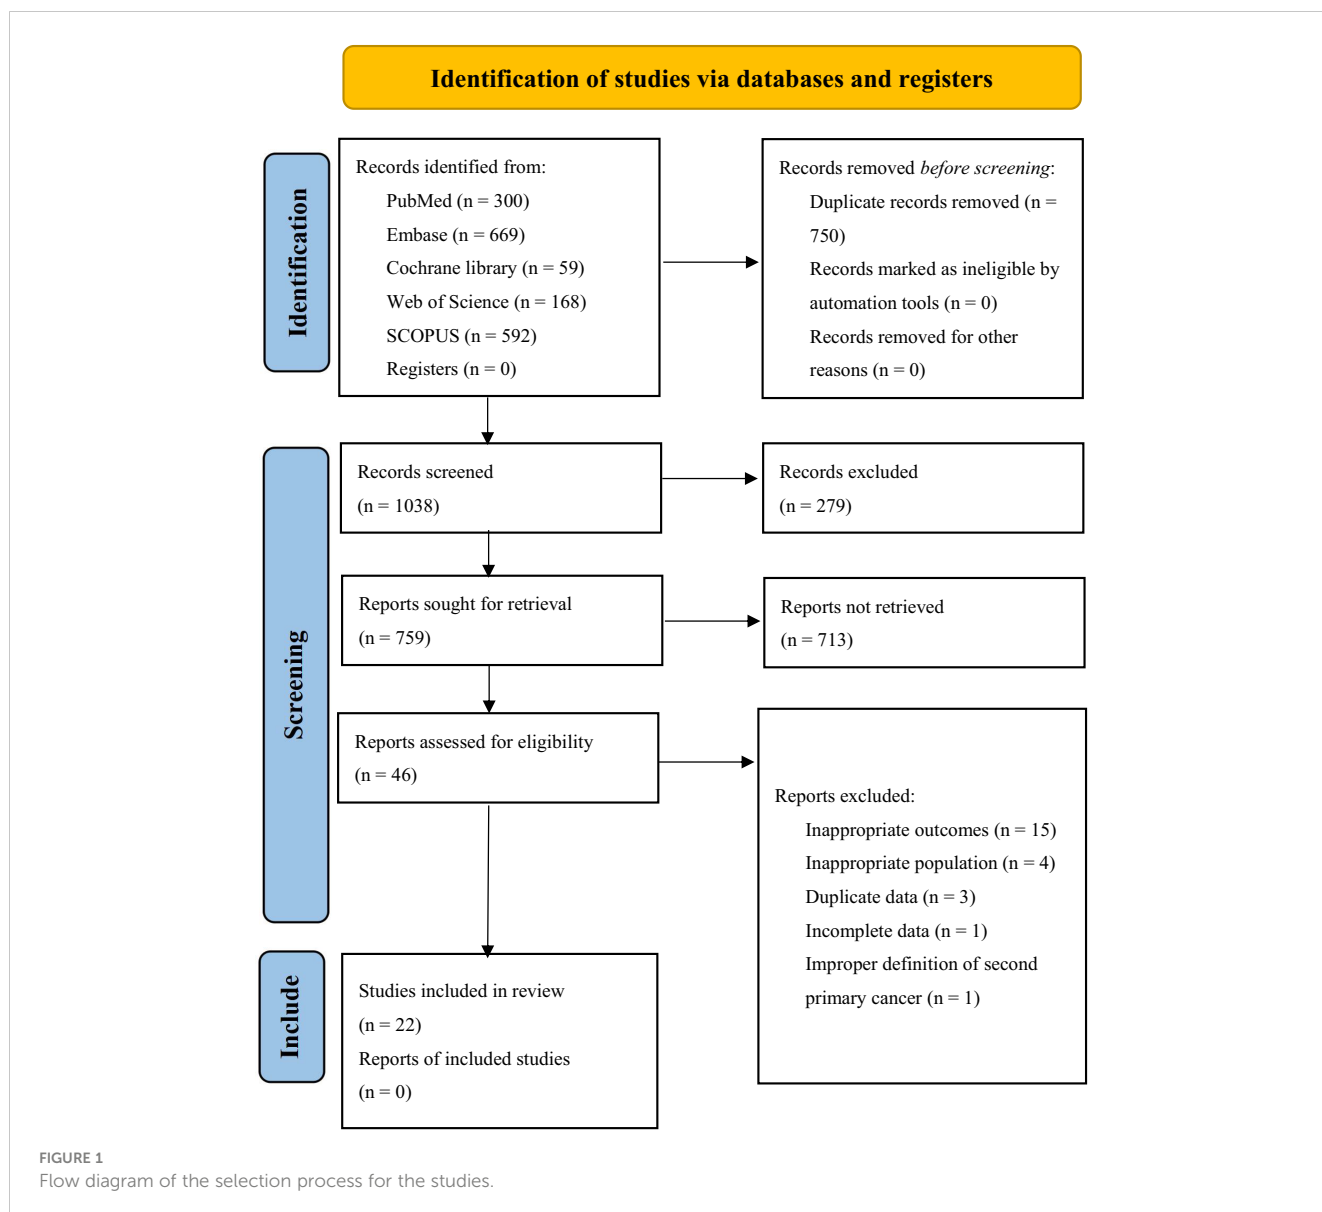 Identification of studies via databases and registers
Identification
Records identified from:
PubMed (n = 300)
Embase (n = 669)
Cochrane library (n = 59)
Web of Science (n = 168)
SCOPUS (n = 592)
Registers (n = 0)
Records removed before screening:
Duplicate records removed (n =
750)
Records marked as ineligible by
automation tools (n = 0)
Records removed for other
reasons (n = 0)
Screening
Records screened
(n = 1038)
Records excluded
(n = 279)
Reports sought for retrieval
(n = 759)
Reports not retrieved
(n = 713)
Reports assessed for eligibility
(n = 46)
Reports excluded:
Inappropriate outcomes (n = 15)
Inappropriate population (n = 4)
Duplicate data (n = 3)
Incomplete data (n = 1)
Improper definition of second
primary cancer (n = 1)
Include
Studies included in review
(n = 22)
Reports of included studies
(n = 0)
FIGURE 1
Flow diagram of the selection process for the studies.